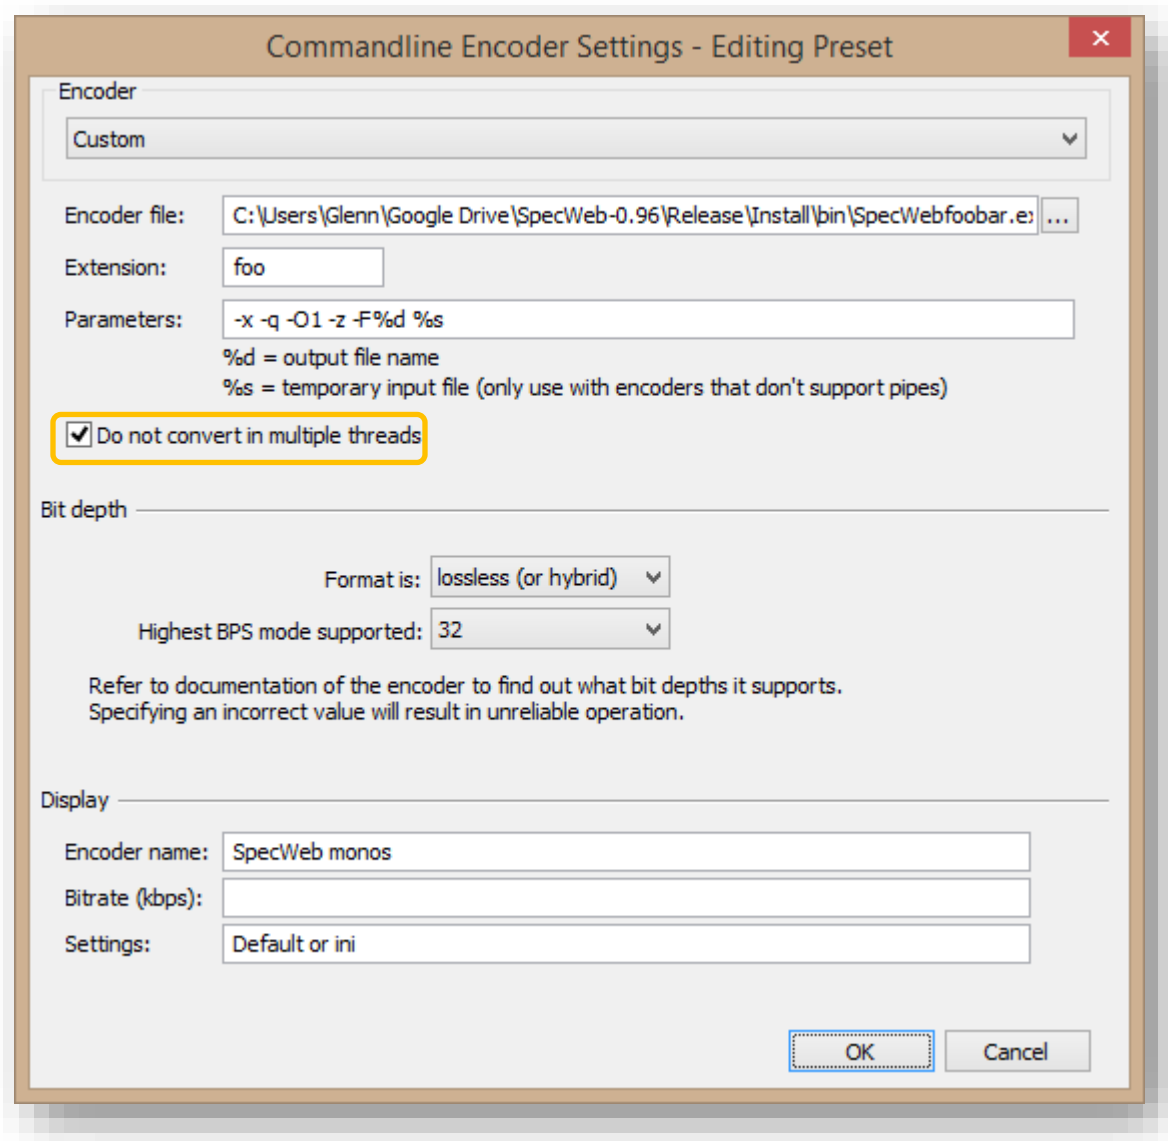 Commandline Encoder Settings - Editing Preset
Encoder
Custom
Encoder file: C:\Users\Glenn\Google Drive\SpecWeb-0.96\Release\Install\bin\SpecWebfoobar.ex ...
Extension: foo
Parameters: -x -q -O1 -z -F%d %s
%d = output file name
%s = temporary input file (only use with encoders that don't support pipes)
Do not convert in multiple threads
Bit depth
Format is: lossless (or hybrid)
Highest BPS mode supported: 32
Refer to documentation of the encoder to find out what bit depths it supports.
Specifying an incorrect value will result in unreliable operation.
Display
Encoder name: SpecWeb monos
Bitrate (kbps):
Settings: Default or ini
OK Cancel